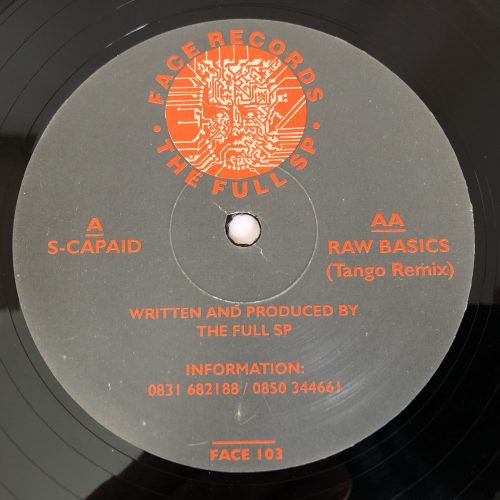 FACE RECORDS
• THE FULL SP •
A
S-CAPAID
AA
RAW BASICS
(Tango Remix)
WRITTEN AND PRODUCED BY
THE FULL SP
INFORMATION:
0831 682188 / 0850 344661
FACE 103